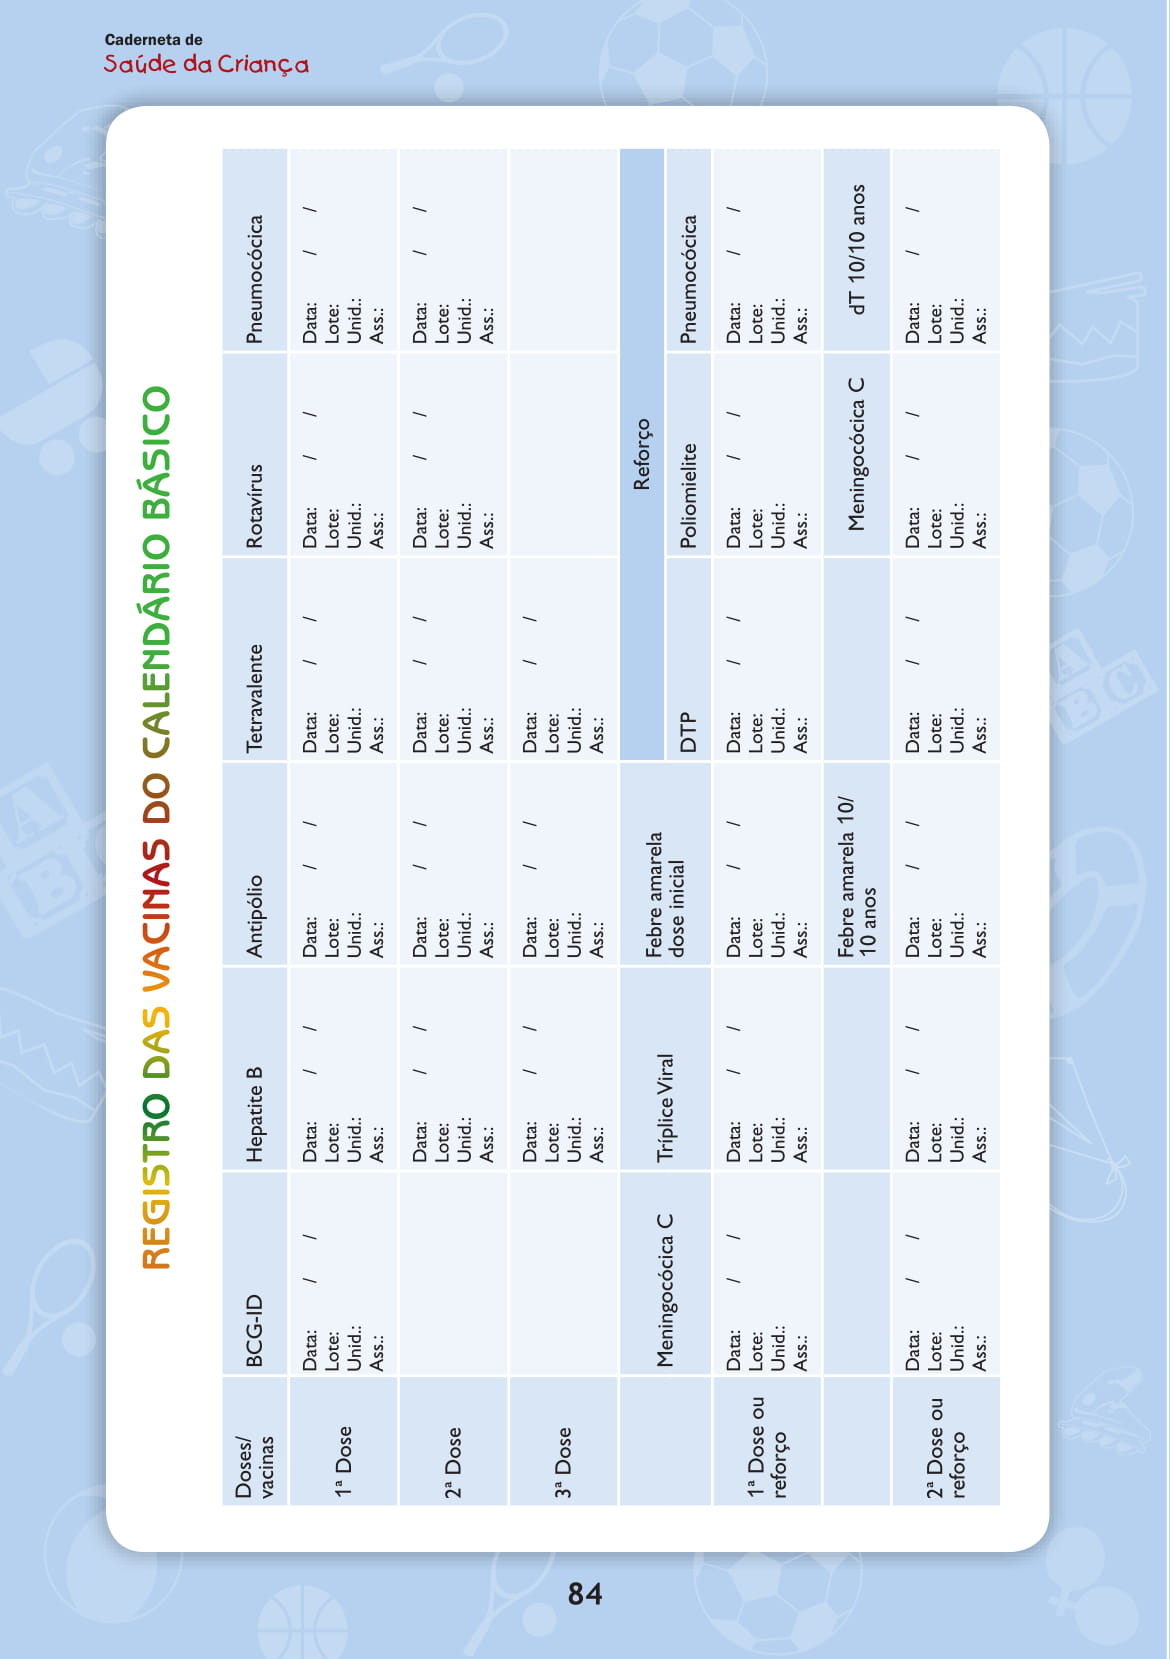 Caderneta de
Saúde da Criança
REGISTRO DAS VACINAS DO CALENDÁRIO BÁSICO
Doses/
vacinas
BCG-ID
Hepatite B
Antipólio
Tetravalente
Rotavírus
Pneumocócica
1ª Dose
Data: / /
Lote:
Unid.:
Ass.:
Data: / /
Lote:
Unid.:
Ass.:
Data: / /
Lote:
Unid.:
Ass.:
Data: / /
Lote:
Unid.:
Ass.:
Data: / /
Lote:
Unid.:
Ass.:
Data: / /
Lote:
Unid.:
Ass.:
2ª Dose
Data: / /
Lote:
Unid.:
Ass.:
Data: / /
Lote:
Unid.:
Ass.:
Data: / /
Lote:
Unid.:
Ass.:
Data: / /
Lote:
Unid.:
Ass.:
Data: / /
Lote:
Unid.:
Ass.:
3ª Dose
Data: / /
Lote:
Unid.:
Ass.:
Data: / /
Lote:
Unid.:
Ass.:
Data: / /
Lote:
Unid.:
Ass.:
Meningocócica C
Tríplice Viral
Febre amarela
dose inicial
Reforço
DTP
Poliomielite
Pneumocócica
1ª Dose ou
reforço
Data: / /
Lote:
Unid.:
Ass.:
Data: / /
Lote:
Unid.:
Ass.:
Data: / /
Lote:
Unid.:
Ass.:
Data: / /
Lote:
Unid.:
Ass.:
Data: / /
Lote:
Unid.:
Ass.:
Data: / /
Lote:
Unid.:
Ass.:
Febre amarela 10/
10 anos
Meningocócica C
dT 10/10 anos
2ª Dose ou
reforço
Data: / /
Lote:
Unid.:
Ass.:
Data: / /
Lote:
Unid.:
Ass.:
Data: / /
Lote:
Unid.:
Ass.:
Data: / /
Lote:
Unid.:
Ass.:
Data: / /
Lote:
Unid.:
Ass.:
Data: / /
Lote:
Unid.:
Ass.:
A
B
C
A
B
C
84